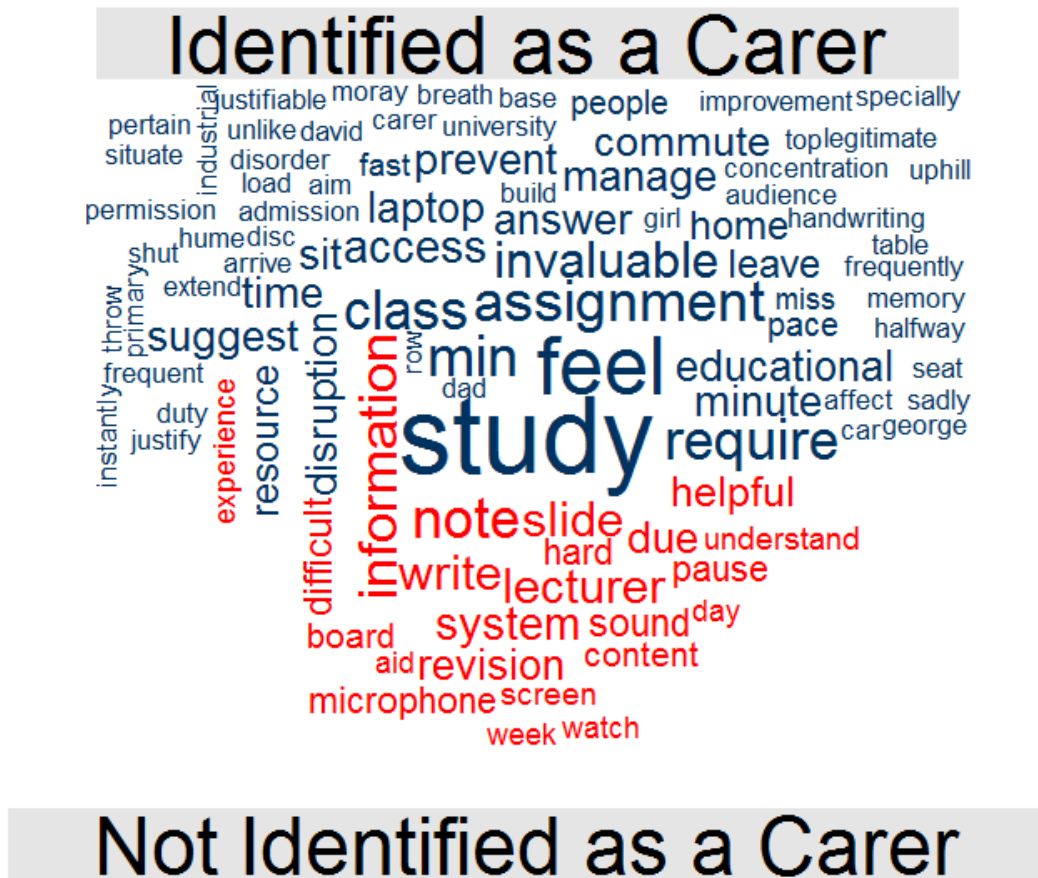 Identified as a Carer
industrial justifiable moray breath base people improvement specially
pertain unlike david carer university commute top legitimate
situate disorder fast prevent concentration uphill
load aim build manage audience
permission admission laptop answer girl home handwriting
shut hume disc sit access invaluable leave table
arrive frequently
throw primary extend time class assignment miss memory
suggest disruption information row min feel pace halfway
frequent dad educational seat
instantly duty experience resource study minute affect sadly
justify require car george
helpful
difficult note slide due understand
hard
write lecturer pause
system sound day
board
aid revision content
microphone screen
week watch
Not Identified as a Carer